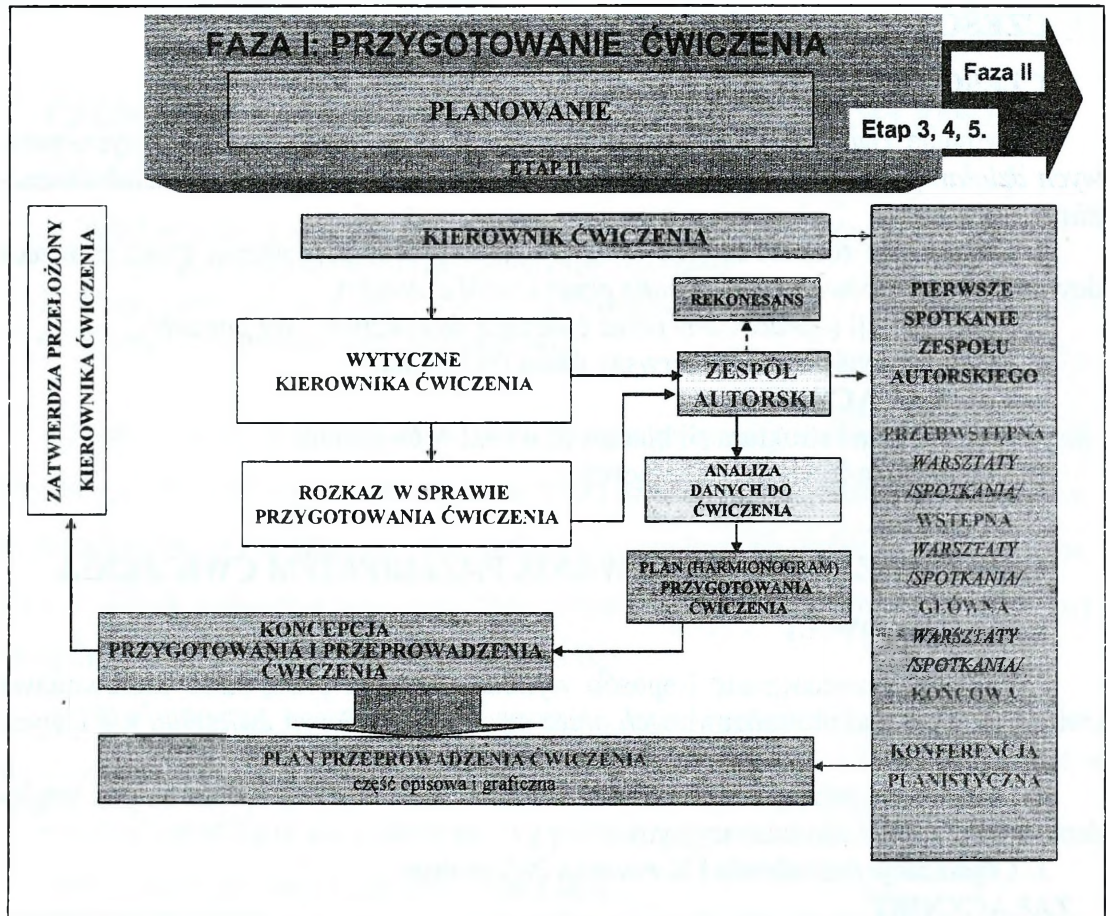 FAZA I: PRZYGOTOWANIE ĆWICZENIA
Faza II
PLANOWANIE
Etap 3, 4, 5.
ETAP II
ZATWIERDZA PRZEŁOŻONY
KIEROWNIKA ĆWICZENIA
KIEROWNIK ĆWICZENIA
REKONESANS
WYTYCZNE
KIEROWNIKA ĆWICZENIA
ZESPÓŁ
AUTORSKI
ROZKAZ W SPRAWIE
PRZYGOTOWANIA ĆWICZENIA
ANALIZA
DANYCH DO
ĆWICZENIA
PLAN (HARMIONOGRAM)
PRZYGOTOWANIA
ĆWICZENIA
KONCEPCJA
PRZYGOTOWANIA I PRZEPROWADZENIA
ĆWICZENIA
PLAN PRZEPROWADZENIA ĆWICZENIA
część opisowa i graficzna
PIERWSZE
SPOTKANIE
ZESPOŁU
AUTORSKIEGO
PRZEDWSTĘPNA
WARSZTATY
/SPOTKANIA/
WSTĘPNA
WARSZTATY
/SPOTKANIA/
GŁÓWNA
WARSZTATY
/SPOTKANIA/
KOŃCOWA
KONFERENCJA
PLANISTYCZNA